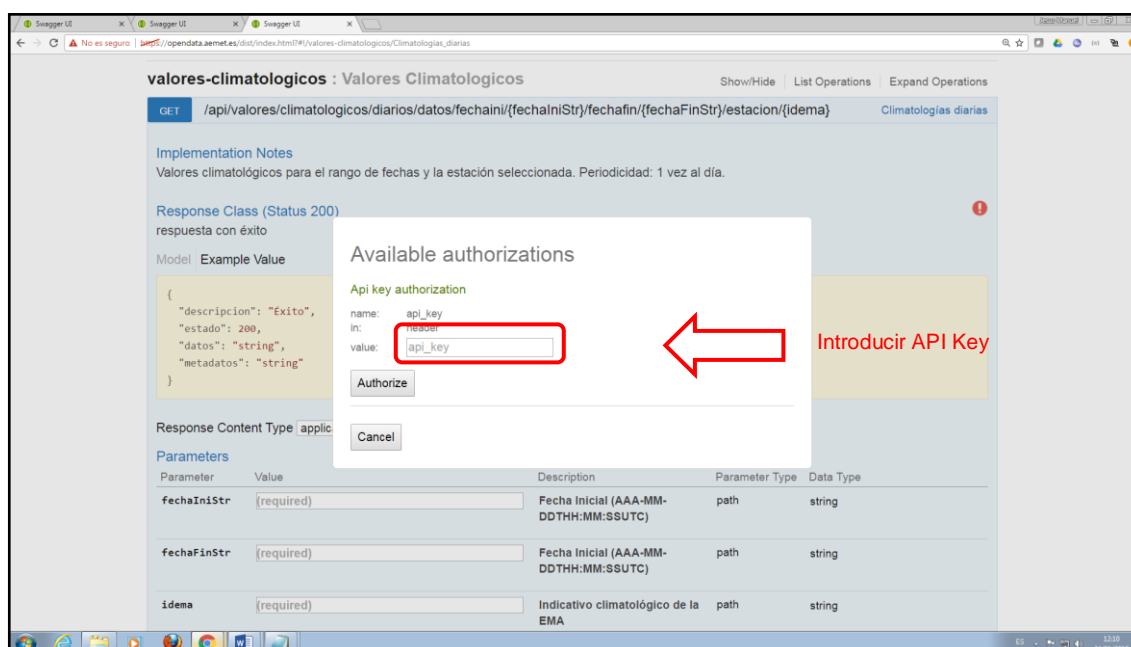 Swagger UI
Swagger UI
Swagger UI
No es seguro | https://opendata.aemet.es/dist/index.html?#!/valores-climatologicos/Climatologias_diarias
valores-climatologicos : Valores Climatologicos
Show/Hide List Operations Expand Operations
GET /api/valores/climatologicos/diarios/datos/fechaini/{fechaIniStr}/fechafin/{fechaFinStr}/estacion/{idema} Climatologías diarias
Implementation Notes
Valores climatológicos para el rango de fechas y la estación seleccionada. Periodicidad: 1 vez al día.
Response Class (Status 200)
respuesta con éxito
Model Example Value
{
"descripcion": "Éxito",
"estado": 200,
"datos": "string",
"metadatos": "string"
}
Available authorizations
Api key authorization
name: api_key
in: header
value: api_key
Authorize
Cancel
Introducir API Key
Response Content Type applic
Parameters
Parameter Value Description Parameter Type Data Type
fechaIniStr (required) Fecha Inicial (AAA-MM-DDTHH:MM:SSUTC) path string
fechaFinStr (required) Fecha Inicial (AAA-MM-DDTHH:MM:SSUTC) path string
idema (required) Indicativo climatológico de la EMA path string
ES 12:10